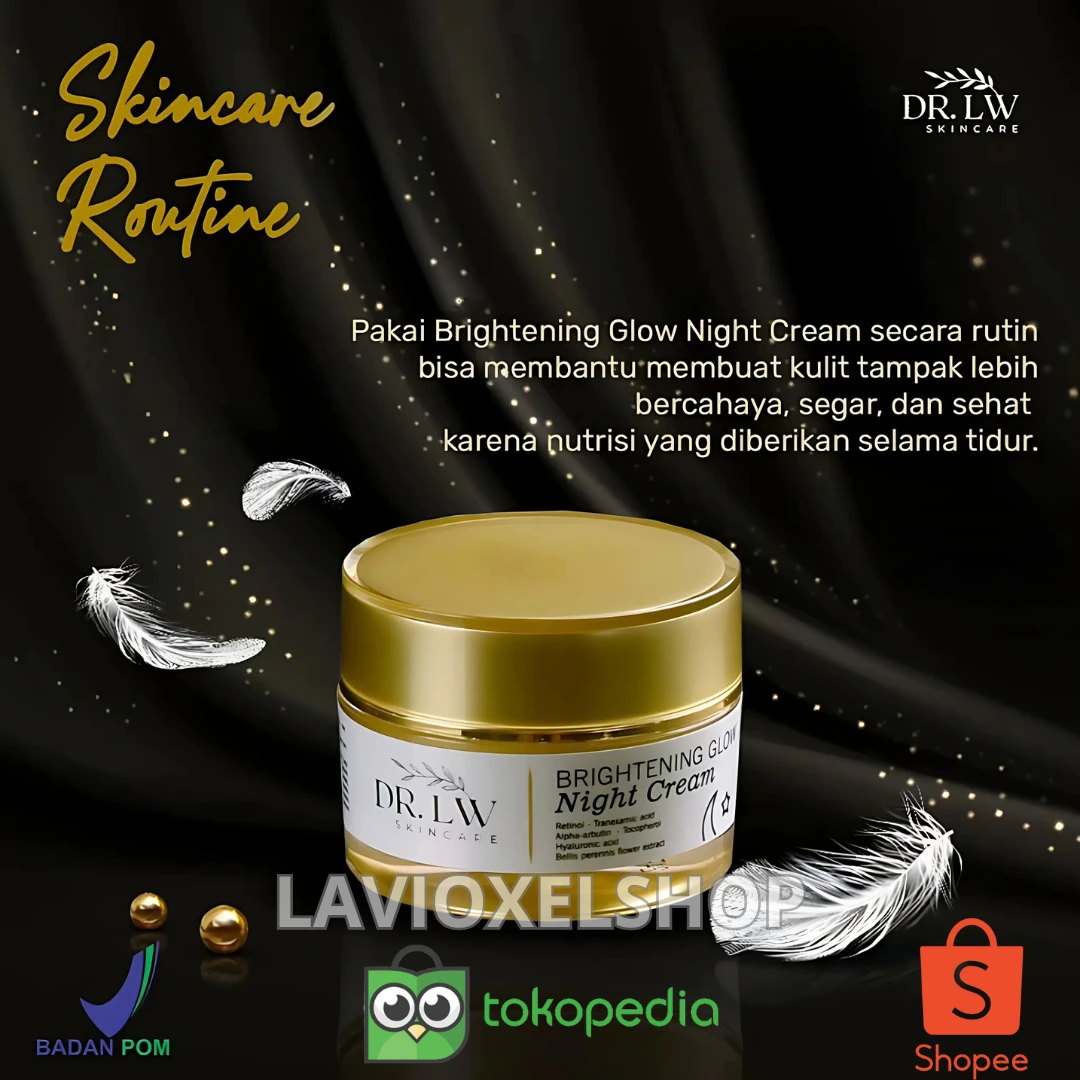 Skincare
Routine
DR. LW
SKINCARE
Pakai Brightening Glow Night Cream secara rutin
bisa membantu membuat kulit tampak lebih
bercahaya, segar, dan sehat
karena nutrisi yang diberikan selama tidur.
DR. LW
SKINCARE
BRIGHTENING GLOW
Night Cream
Retinol - Tranexamic acid
Alpha-arbutin - Tocopherol
Hyaluronic acid
Bellis perennis flower extract
LAVIOXELSHOP
BADAN POM
tokopedia
S
Shopee